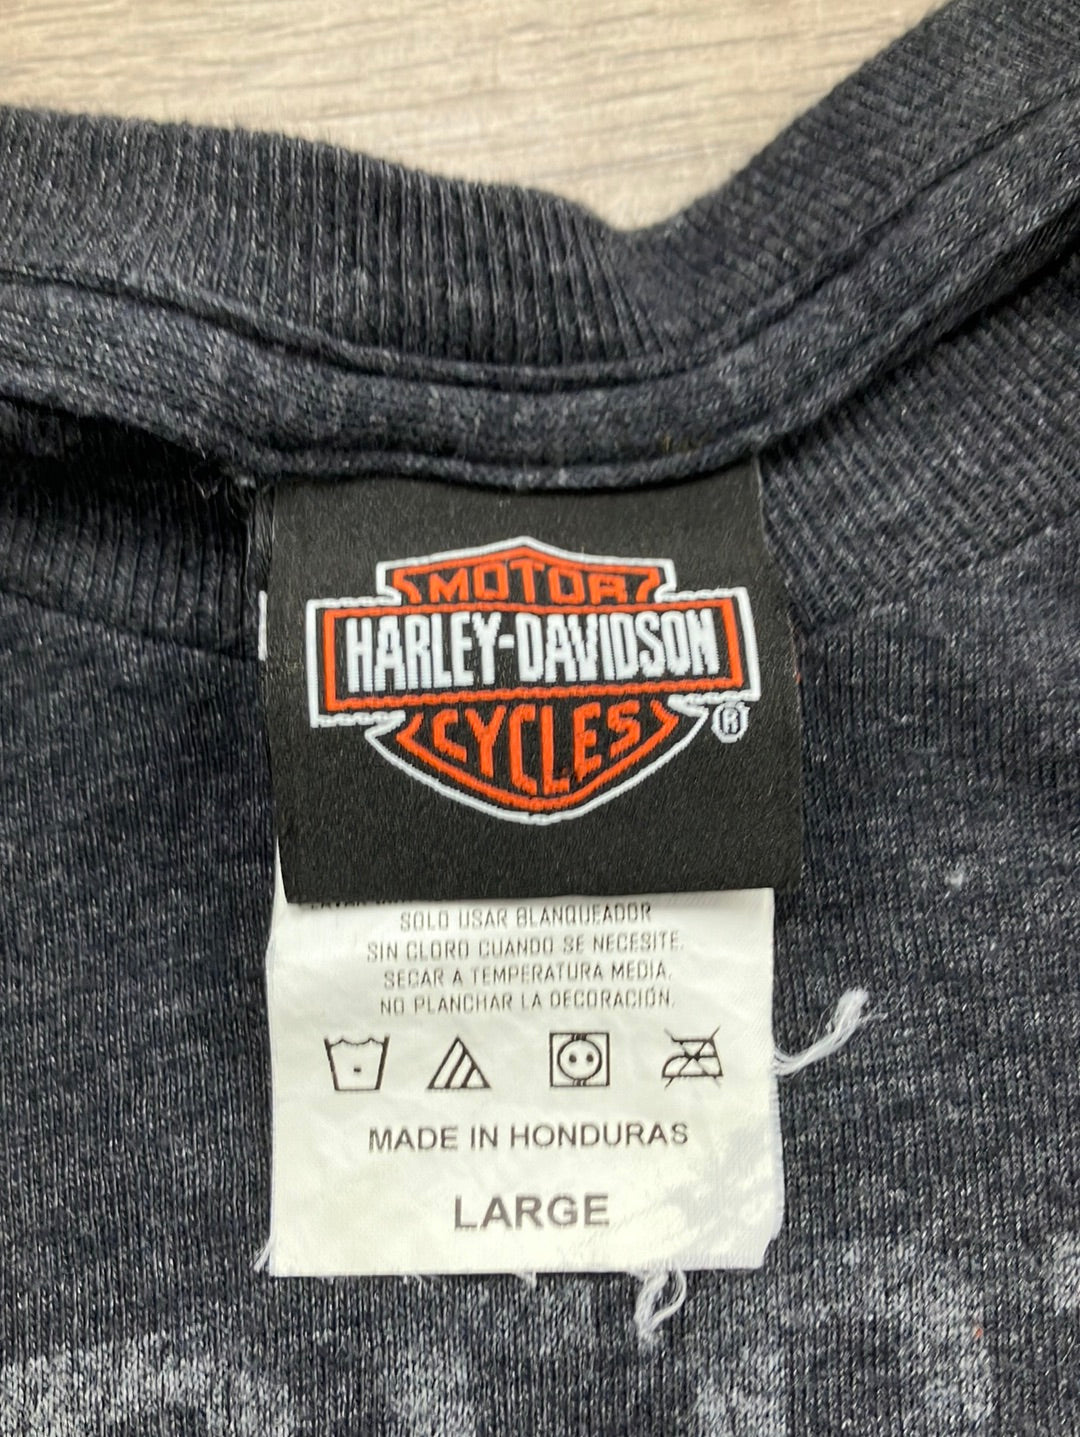 MOTOR
HARLEY-DAVIDSON
CYCLES
®
SOLO USAR BLANQUEADOR
SIN CLORO CUANDO SE NECESITE.
SECAR A TEMPERATURA MEDIA.
NO PLANCHAR LA DECORACIÓN.
MADE IN HONDURAS
LARGE